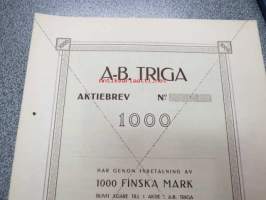 A-B. TRIGA
AKTIEBREV Nº
1000
HAR GENOM INBETALNING AV
1000 FINSKA MARK
BLIVIT ÄGARE TILL 1 AKTIE I A.B. TRIGA